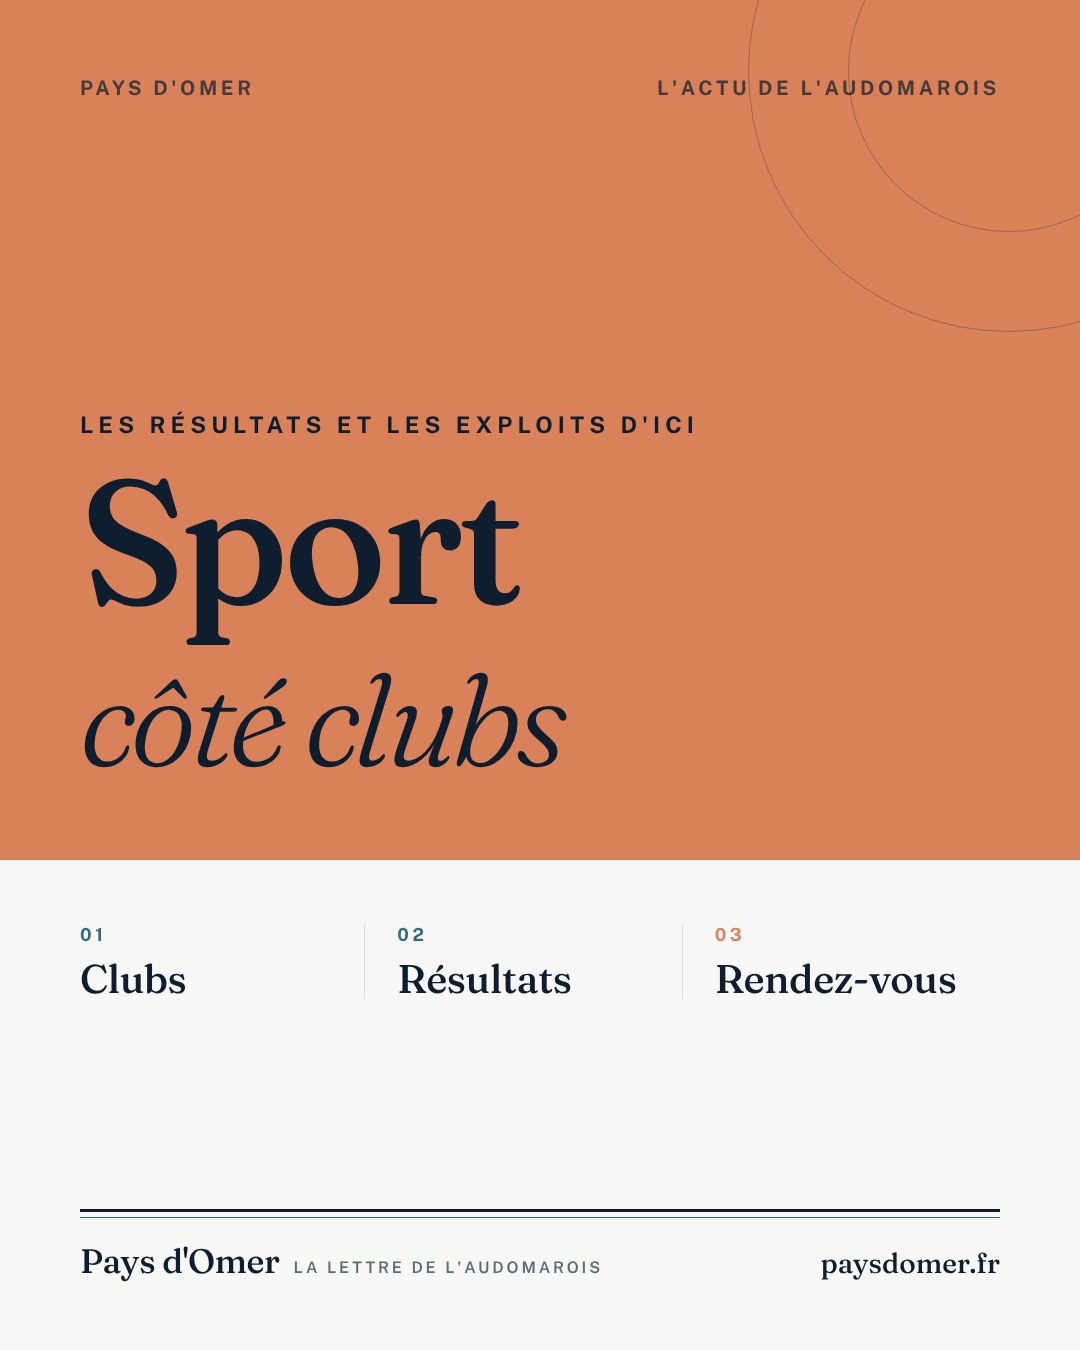 PAYS D'OMER
L'ACTU DE L'AUDOMAROIS
LES RÉSULTATS ET LES EXPLOITS D'ICI
Sport
côté clubs
01
Clubs
02
Résultats
03
Rendez-vous
Pays d'Omer LA LETTRE DE L'AUDOMAROIS
paysdomer.fr